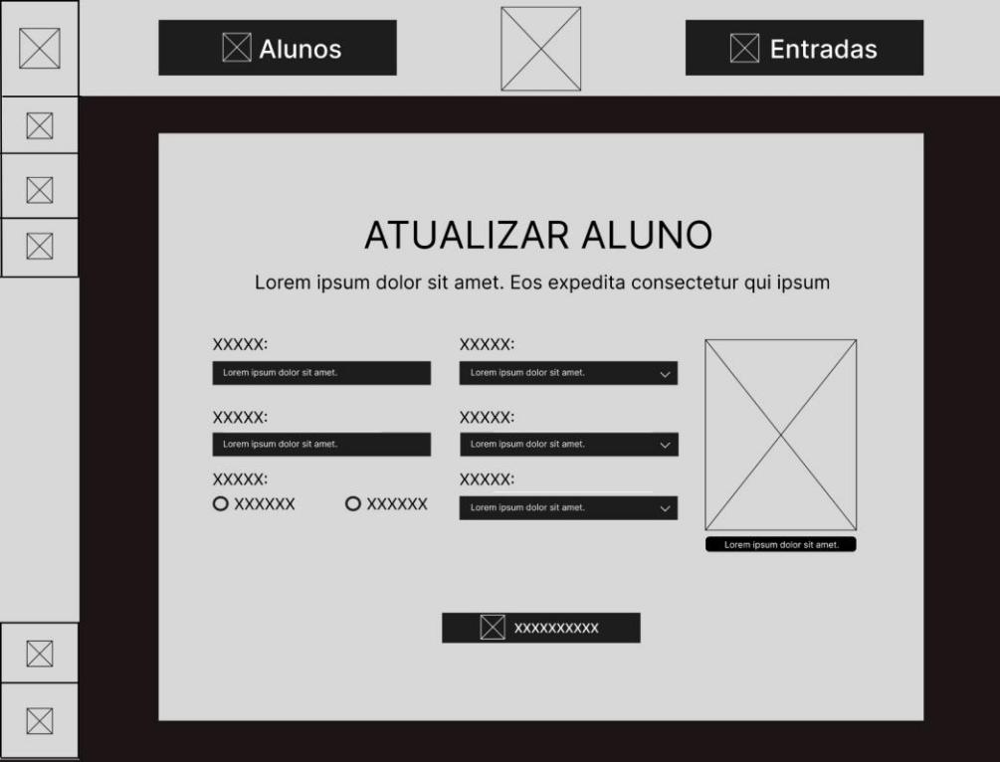 Alunos
Entradas
ATUALIZAR ALUNO
Lorem ipsum dolor sit amet. Eos expedita consectetur qui ipsum
XXXXX:
Lorem ipsum dolor sit amet.
XXXXX:
Lorem ipsum dolor sit amet.
XXXXX:
XXXXXX XXXXXX
XXXXX:
Lorem ipsum dolor sit amet.
XXXXX:
Lorem ipsum dolor sit amet.
XXXXX:
Lorem ipsum dolor sit amet.
Lorem ipsum dolor sit amet.
XXXXXXXXXX